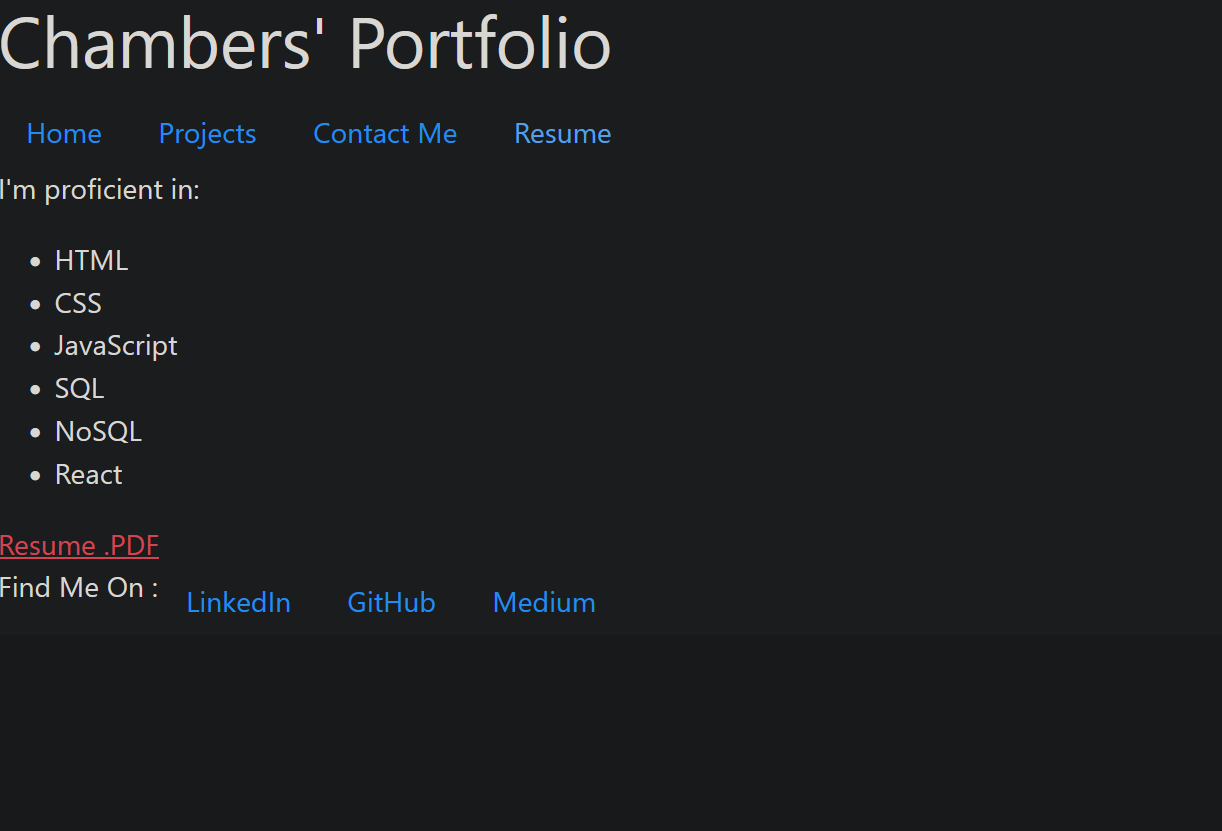 Chambers' Portfolio
Home Projects Contact Me Resume
I'm proficient in:
HTML
CSS
JavaScript
SQL
NoSQL
React
Resume .PDF
Find Me On : LinkedIn GitHub Medium